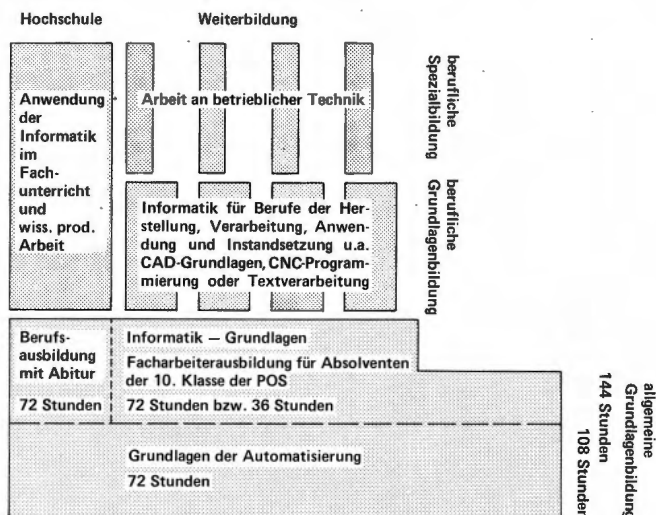 Hochschule
Weiterbildung
Anwendung
der
Informatik
im
Fach-
unterricht
und
wiss. prod.
Arbeit
Arbeit an betrieblicher Technik
berufliche
Spezialbildung
Informatik für Berufe der Her-
stellung, Verarbeitung, Anwen-
dung und Instandsetzung u.a.
CAD-Grundlagen, CNC-Program-
mierung oder Textverarbeitung
berufliche
Grundlagenbildung
Berufs-
ausbildung
mit Abitur
72 Stunden
Informatik — Grundlagen
Facharbeiterausbildung für Absolventen
der 10. Klasse der POS
72 Stunden bzw. 36 Stunden
Grundlagen der Automatisierung
72 Stunden
allgemeine
Grundlagenbildung
144 Stunden
108 Stunden